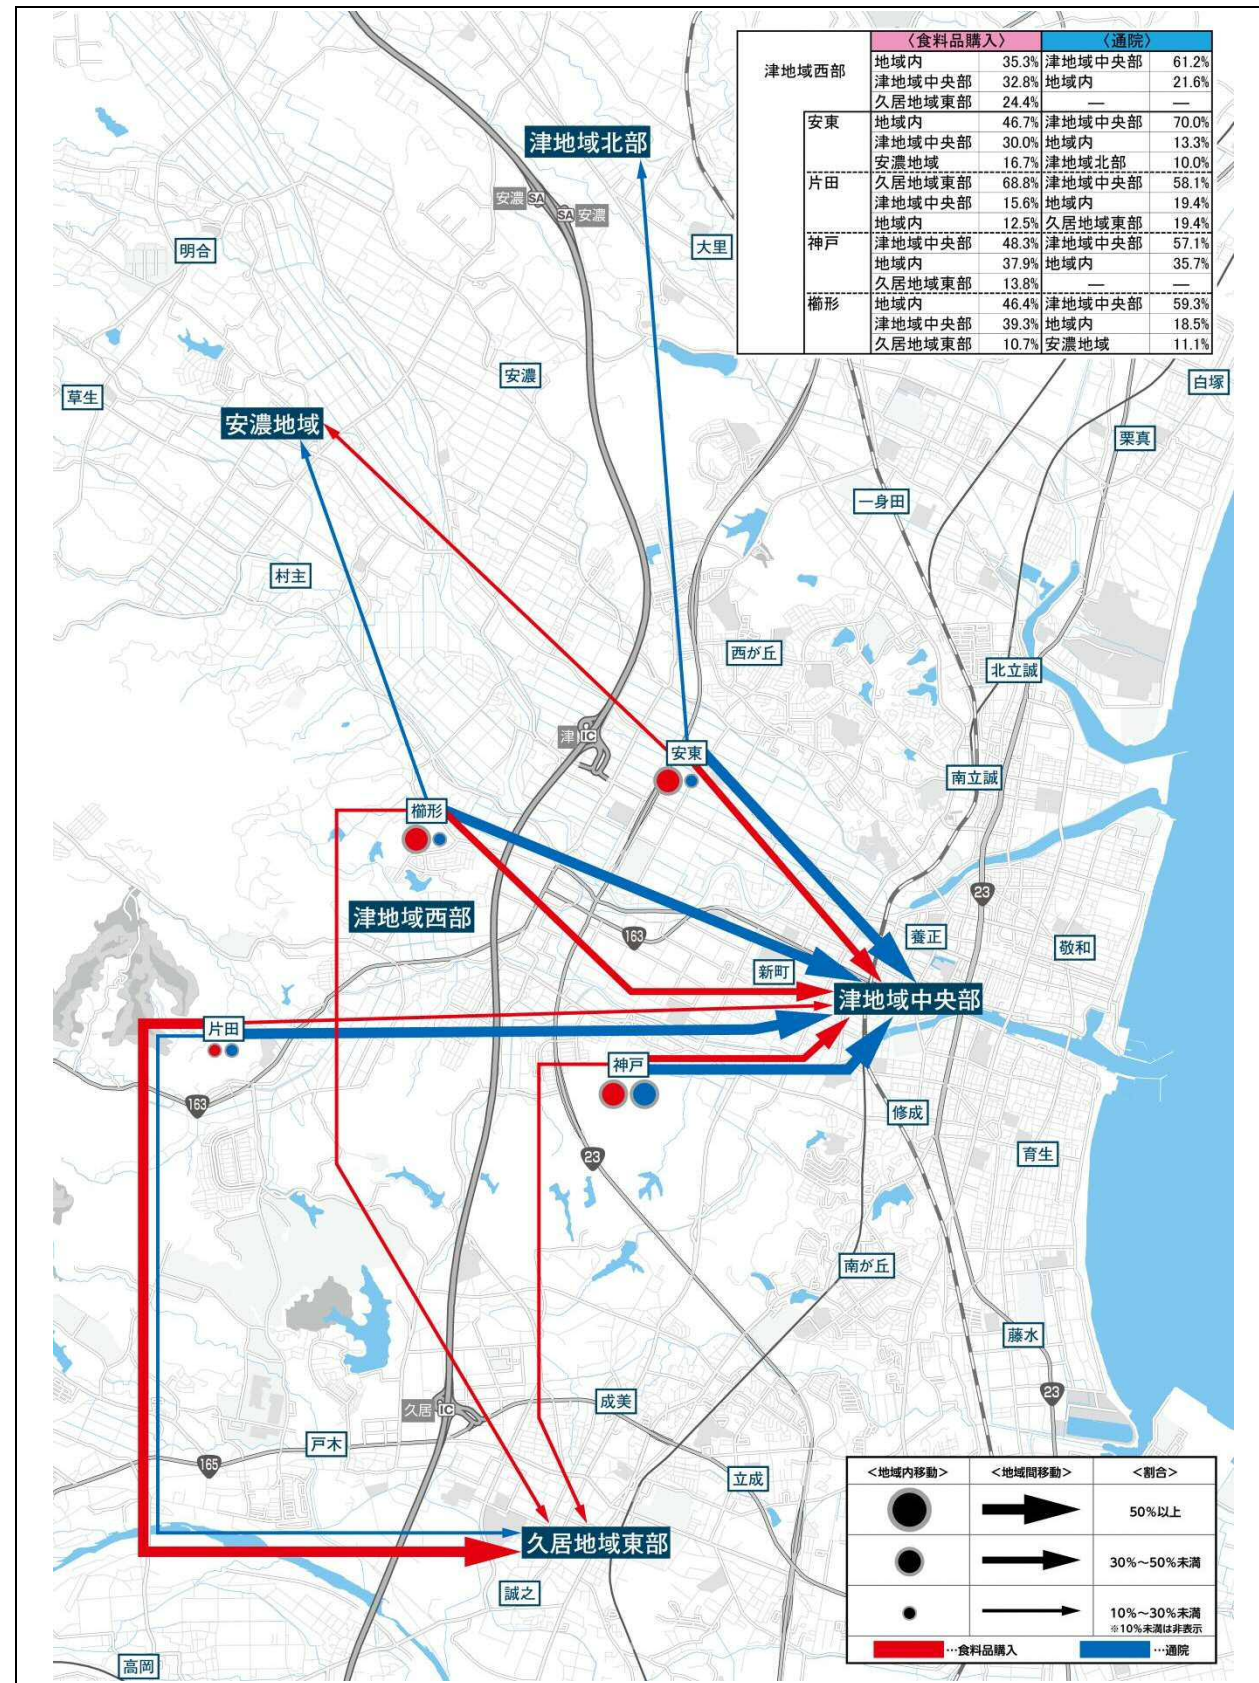 〈食料品購入〉 〈通院〉
津地域西部 地域内 35.3% 津地域中央部 61.2%
津地域中央部 32.8% 地域内 21.6%
久居地域東部 24.4% — —
安東 地域内 46.7% 津地域中央部 70.0%
津地域中央部 30.0% 地域内 13.3%
安濃地域 16.7% 津地域北部 10.0%
片田 久居地域東部 68.8% 津地域中央部 58.1%
津地域中央部 15.6% 地域内 19.4%
地域内 12.5% 久居地域東部 19.4%
神戸 津地域中央部 48.3% 津地域中央部 57.1%
地域内 37.9% 地域内 35.7%
久居地域東部 13.8% — —
櫛形 地域内 46.4% 津地域中央部 59.3%
津地域中央部 39.3% 地域内 18.5%
久居地域東部 10.7% 安濃地域 11.1%
津地域北部
安濃 SA
SA 安濃
明合
大里
安濃
草生
白塚
安濃地域
栗真
一身田
村主
西が丘
北立誠
津 IC
安東
南立誠
櫛形
23
津地域西部
163
養正
敬和
新町
津地域中央部
片田
神戸
163
修成
育生
23
南が丘
藤水
23
成美
久居 IC
戸木
165
立成
久居地域東部
誠之
高岡
<地域内移動> <地域間移動> <割合>
50%以上
30%～50%未満
10%～30%未満
※10%未満は非表示
…食料品購入 …通院